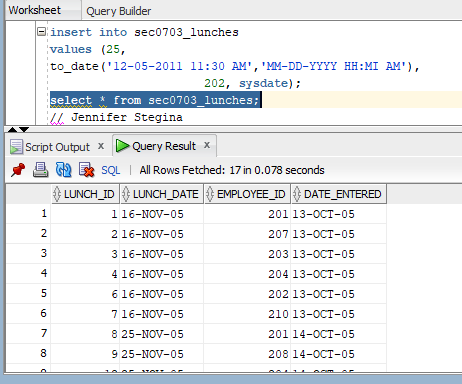 Worksheet Query Builder
insert into sec0703_lunches
values (25,
to_date('12-05-2011 11:30 AM','MM-DD-YYYY HH:MI AM'),
202, sysdate);
select * from sec0703_lunches;
// Jennifer Stegina
Script Output x Query Result x
SQL | All Rows Fetched: 17 in 0.078 seconds
LUNCH_ID LUNCH_DATE EMPLOYEE_ID DATE_ENTERED
1 1 16-NOV-05 201 13-OCT-05
2 2 16-NOV-05 207 13-OCT-05
3 3 16-NOV-05 203 13-OCT-05
4 4 16-NOV-05 204 13-OCT-05
5 6 16-NOV-05 202 13-OCT-05
6 7 16-NOV-05 210 13-OCT-05
7 8 25-NOV-05 201 14-OCT-05
8 9 25-NOV-05 208 14-OCT-05